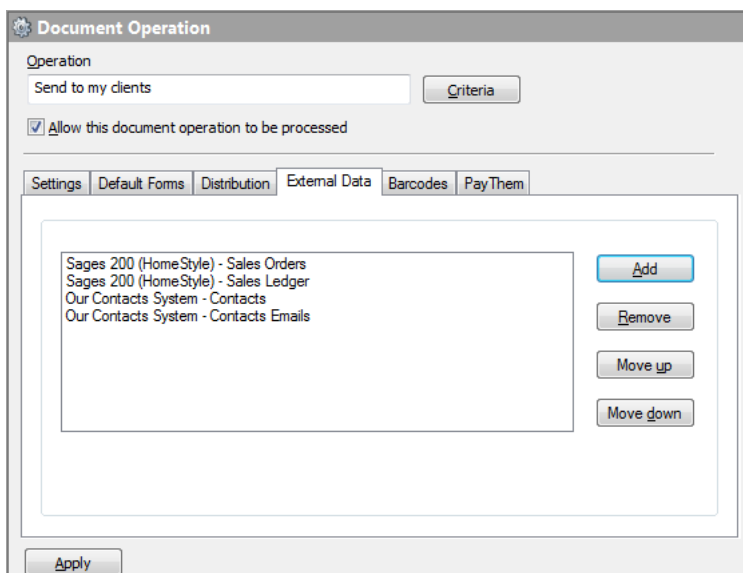 Document Operation
Operation
Send to my clients
Criteria
Allow this document operation to be processed
Settings Default Forms Distribution External Data Barcodes PayThem
Sages 200 (HomeStyle) - Sales Orders
Sages 200 (HomeStyle) - Sales Ledger
Our Contacts System - Contacts
Our Contacts System - Contacts Emails
Add
Remove
Move up
Move down
Apply